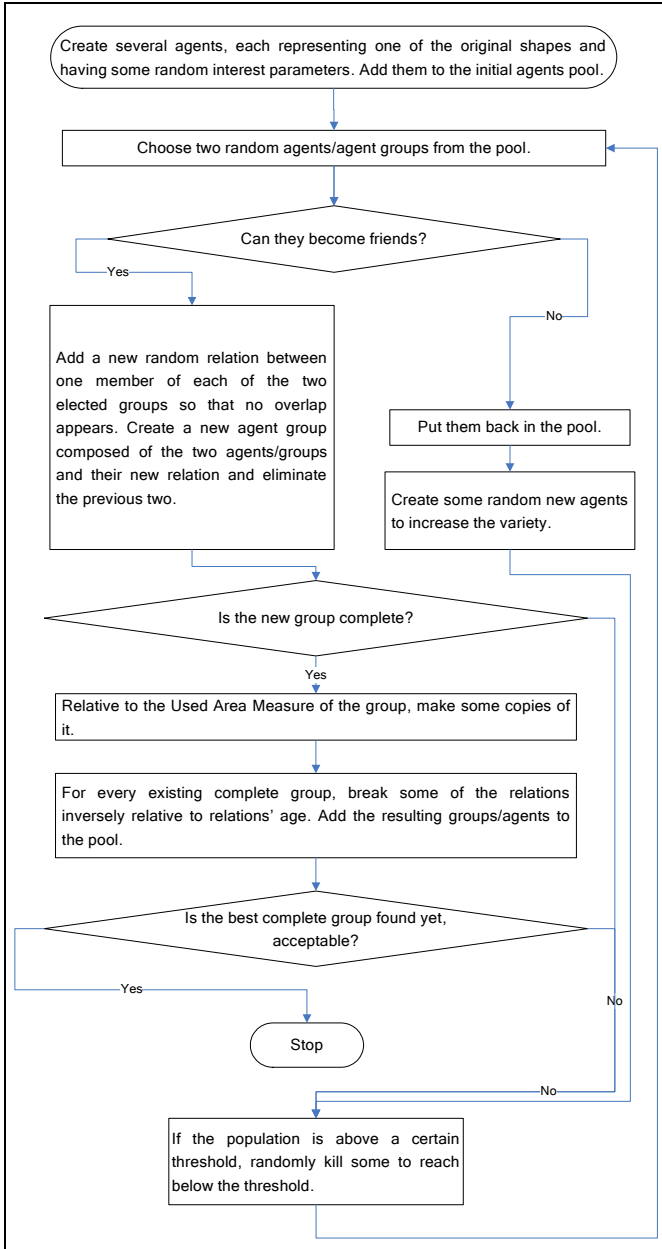 Create several agents, each representing one of the original shapes and
having some random interest parameters. Add them to the initial agents pool.
Choose two random agents/agent groups from the pool.
Can they become friends?
Yes
No
Add a new random relation between
one member of each of the two
elected groups so that no overlap
appears. Create a new agent group
composed of the two agents/groups
and their new relation and eliminate
the previous two.
Put them back in the pool.
Create some random new agents
to increase the variety.
Is the new group complete?
Yes
Relative to the Used Area Measure of the group, make some copies of
it.
For every existing complete group, break some of the relations
inversely relative to relations' age. Add the resulting groups/agents to
the pool.
Is the best complete group found yet,
acceptable?
Yes
No
Stop
No
If the population is above a certain
threshold, randomly kill some to reach
below the threshold.